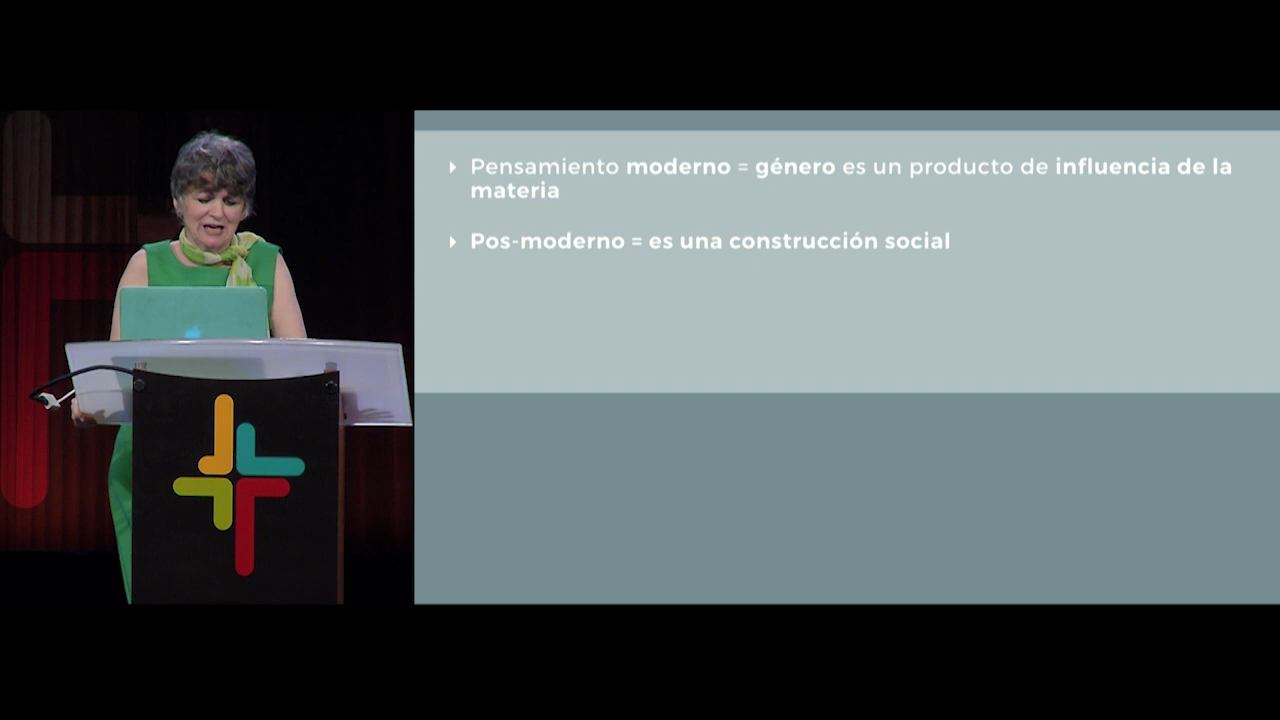 Pensamiento moderno = género es un producto de influencia de la
materia
Pos-moderno = es una construcción social